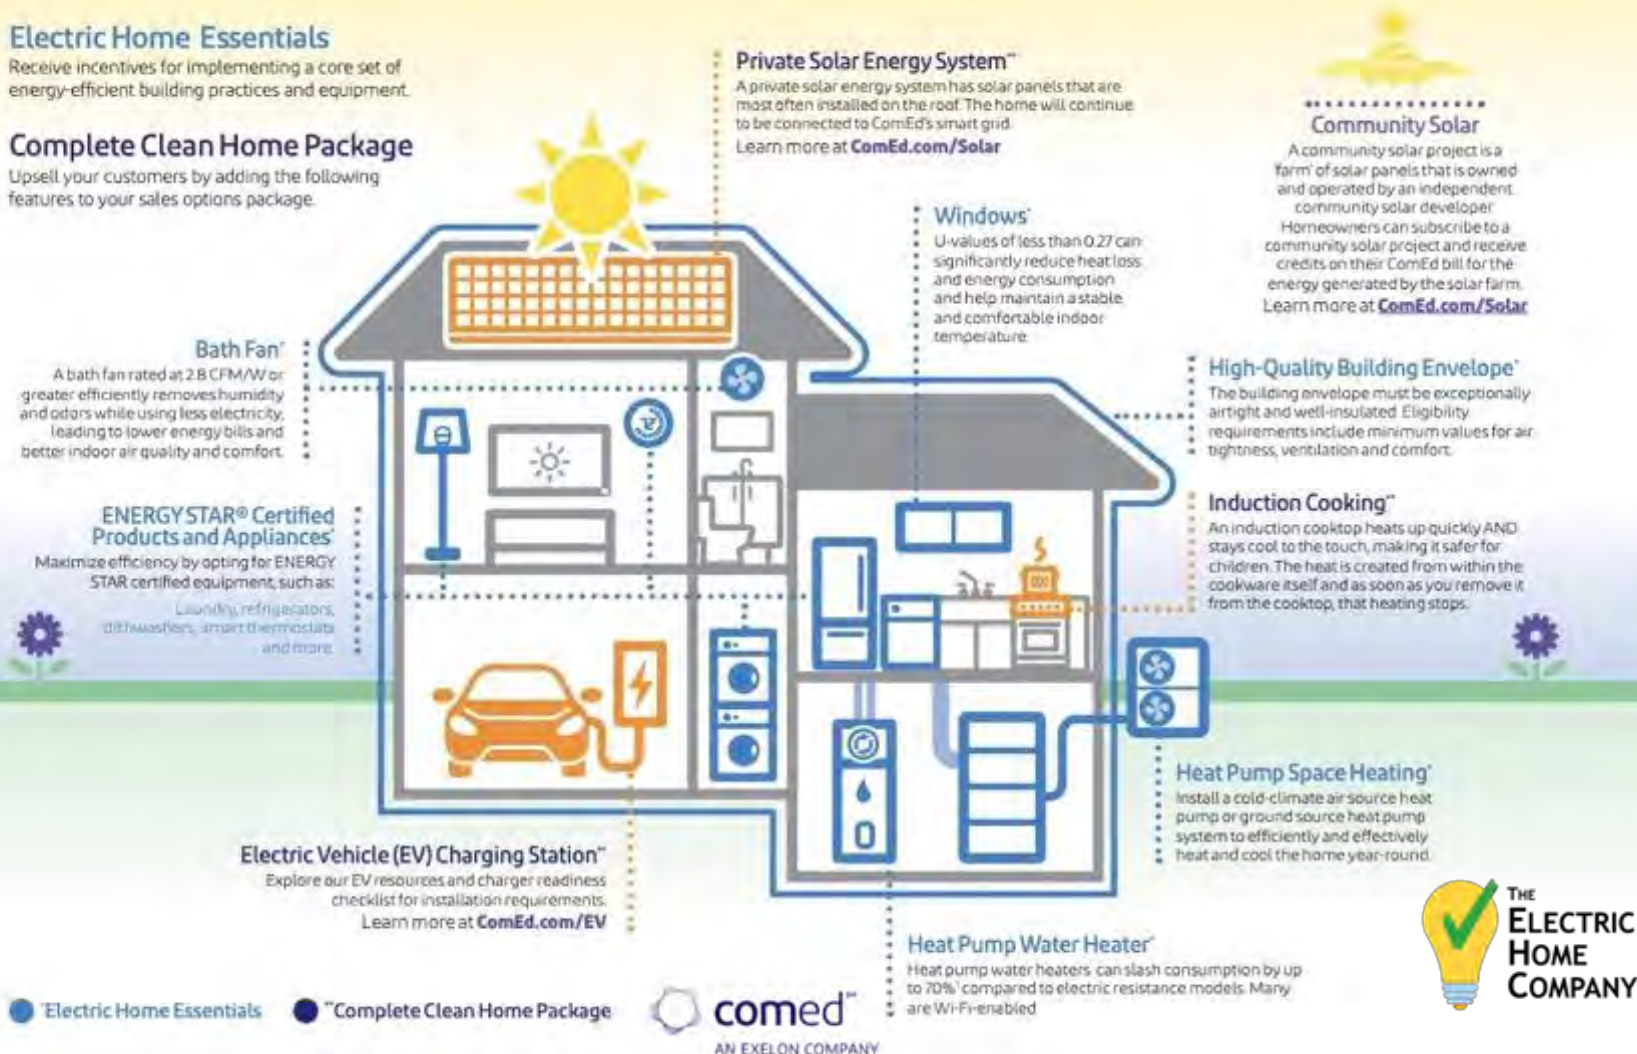 Electric Home Essentials
Receive incentives for implementing a core set of
energy-efficient building practices and equipment.
Complete Clean Home Package
Upsell your customers by adding the following
features to your sales options package.
Private Solar Energy System**
A private solar energy system has solar panels that are
most often installed on the roof. The home will continue
to be connected to ComEd's smart grid.
Learn more at ComEd.com/Solar
Community Solar
A community solar project is a
farm' of solar panels that is owned
and operated by an independent
community solar developer
Homeowners can subscribe to a
community solar project and receive
credits on their ComEd bill for the
energy generated by the solar farm.
Learn more at ComEd.com/Solar
Windows*
U-values of less than 0.27 can
significantly reduce heat loss
and energy consumption
and help maintain a stable
and comfortable indoor
temperature.
Bath Fan*
A bath fan rated at 2.8 CFM/W or
greater efficiently removes humidity
and odors while using less electricity,
leading to lower energy bills and
better indoor air quality and comfort.
High-Quality Building Envelope*
The building envelope must be exceptionally
airtight and well-insulated. Eligibility
requirements include minimum values for air
tightness, ventilation and comfort.
ENERGY STAR® Certified
Products and Appliances*
Maximize efficiency by opting for ENERGY
STAR certified equipment, such as:
Laundry, refrigerators,
dithwashers, smart thermostats
and more.
Induction Cooking**
An induction cooktop heats up quickly AND
stays cool to the touch, making it safer for
children. The heat is created from within the
cookware itself and as soon as you remove it
from the cooktop, that heating stops.
Heat Pump Space Heating*
Install a cold-climate air source heat
pump or ground source heat pump
system to efficiently and effectively
heat and cool the home year-round.
Electric Vehicle (EV) Charging Station**
Explore our EV resources and charger readiness
checklist for installation requirements.
Learn more at ComEd.com/EV
Heat Pump Water Heater*
Heat pump water heaters can slash consumption by up
to 70%¹ compared to electric resistance models. Many
are Wi-Fi-enabled
THE
ELECTRIC
HOME
COMPANY
*Electric Home Essentials
**Complete Clean Home Package
comed℠
AN EXELON COMPANY